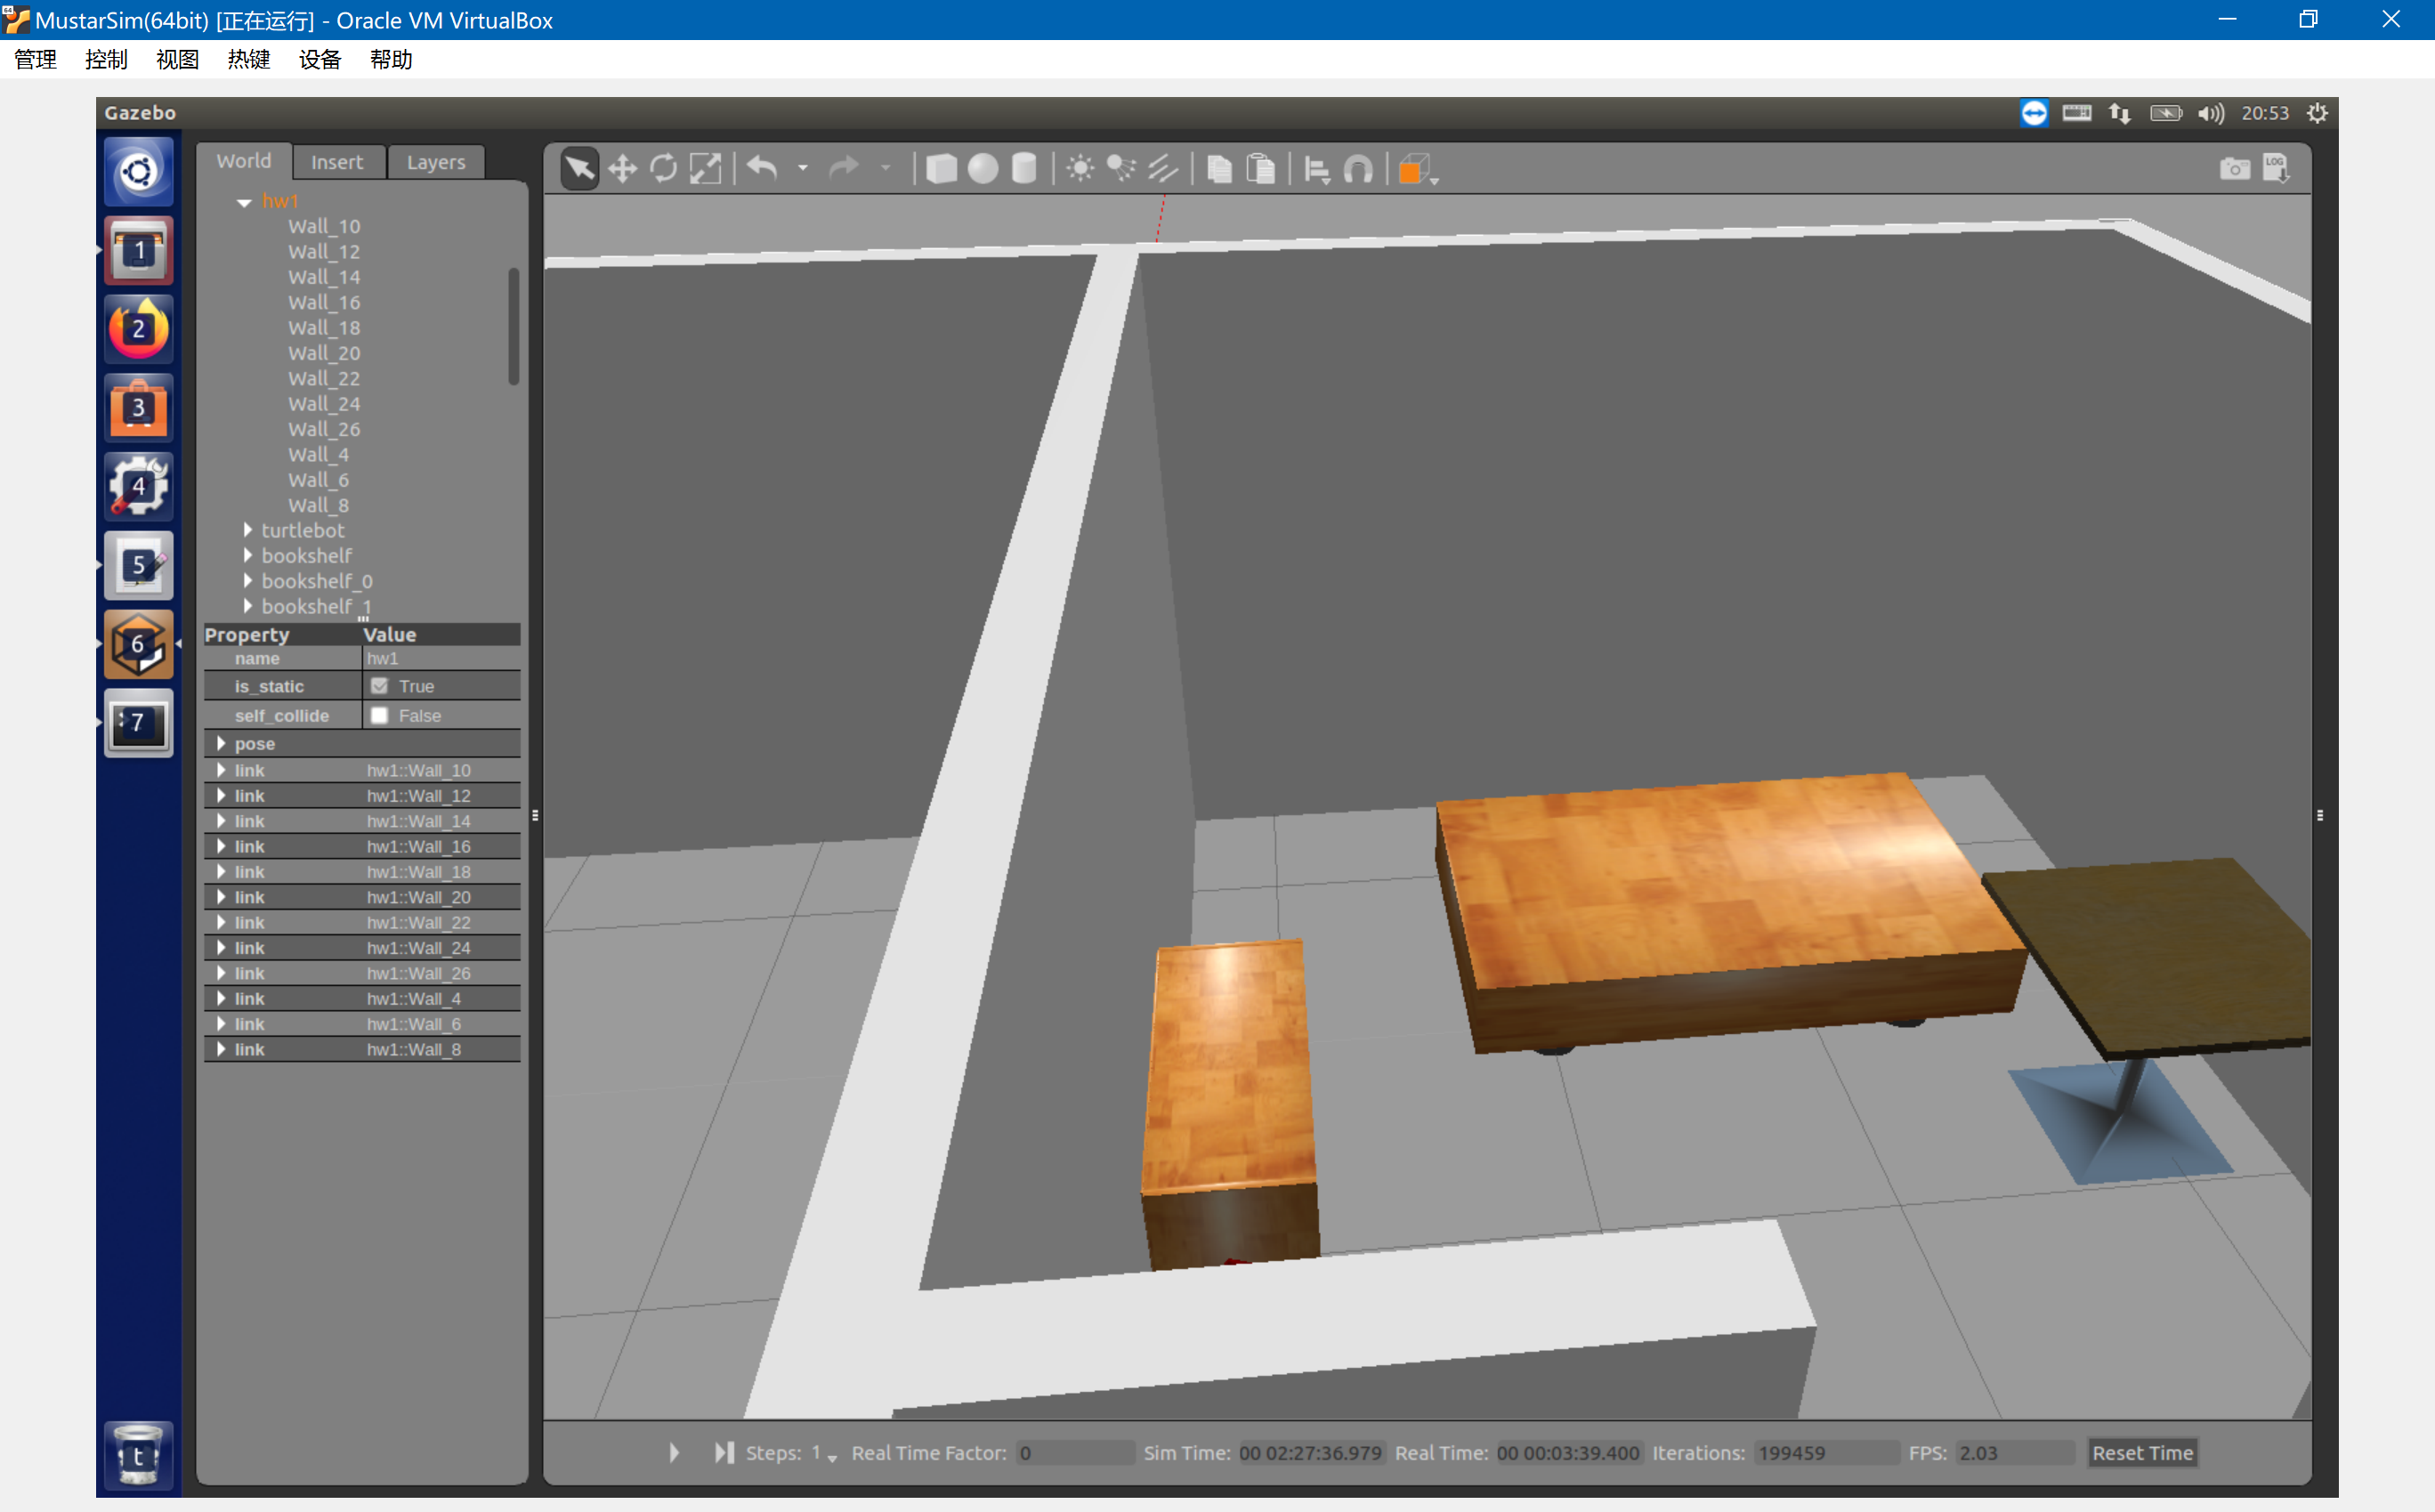 MustarSim(64bit) [正在运行] - Oracle VM VirtualBox
管理 控制 视图 热键 设备 帮助
Gazebo 20:53
World Insert Layers
LOG
hw1
Wall_10
Wall_12
Wall_14
Wall_16
Wall_18
Wall_20
Wall_22
Wall_24
Wall_26
Wall_4
Wall_6
Wall_8
turtlebot
bookshelf
bookshelf_0
bookshelf_1
Property Value
name hw1
is_static True
self_collide False
pose
link hw1::Wall_10
link hw1::Wall_12
link hw1::Wall_14
link hw1::Wall_16
link hw1::Wall_18
link hw1::Wall_20
link hw1::Wall_22
link hw1::Wall_24
link hw1::Wall_26
link hw1::Wall_4
link hw1::Wall_6
link hw1::Wall_8
1
2
3
4
5
6
7
t
Steps: 1 Real Time Factor: 0 Sim Time: 00 02:27:36.979 Real Time: 00 00:03:39.400 Iterations: 199459 FPS: 2.03 Reset Time